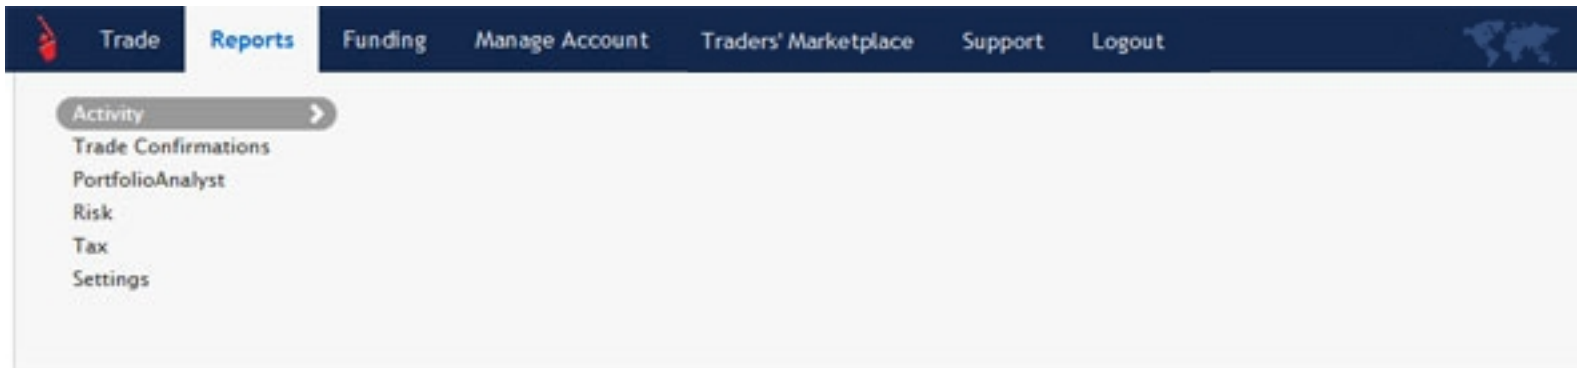 Trade Reports Funding Manage Account Traders' Marketplace Support Logout
Activity
Trade Confirmations
PortfolioAnalyst
Risk
Tax
Settings